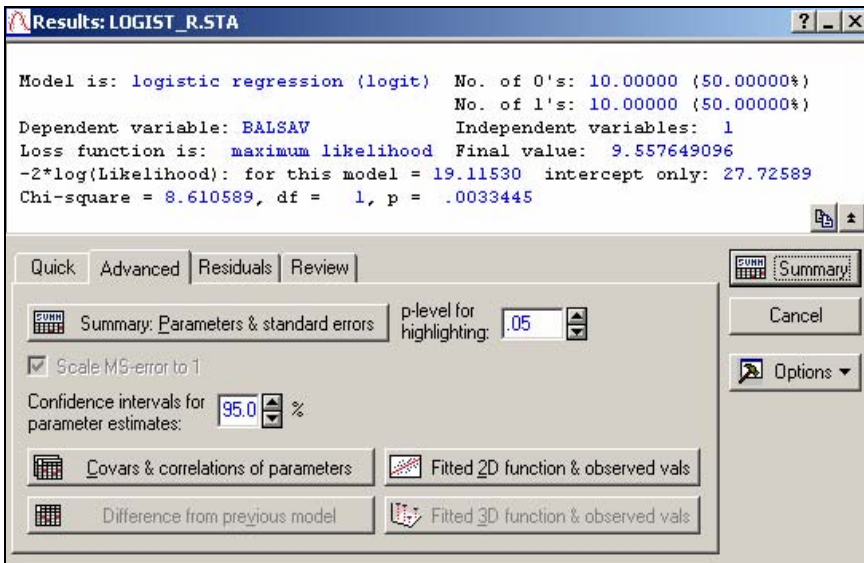 Results: LOGIST_R.STA
Model is: logistic regression (logit) No. of 0's: 10.00000 (50.00000%)
No. of 1's: 10.00000 (50.00000%)
Dependent variable: BALSAV Independent variables: 1
Loss function is: maximum likelihood Final value: 9.557649096
-2*log(Likelihood): for this model = 19.11530 intercept only: 27.72589
Chi-square = 8.610589, df = 1, p = .0033445
Quick Advanced Residuals Review
Summary
Summary: Parameters & standard errors
p-level for
highlighting: .05
Cancel
Scale MS-error to 1
Options
Confidence intervals for
parameter estimates: 95.0 %
Covars & correlations of parameters
Fitted 2D function & observed vals
Difference from previous model
Fitted 3D function & observed vals